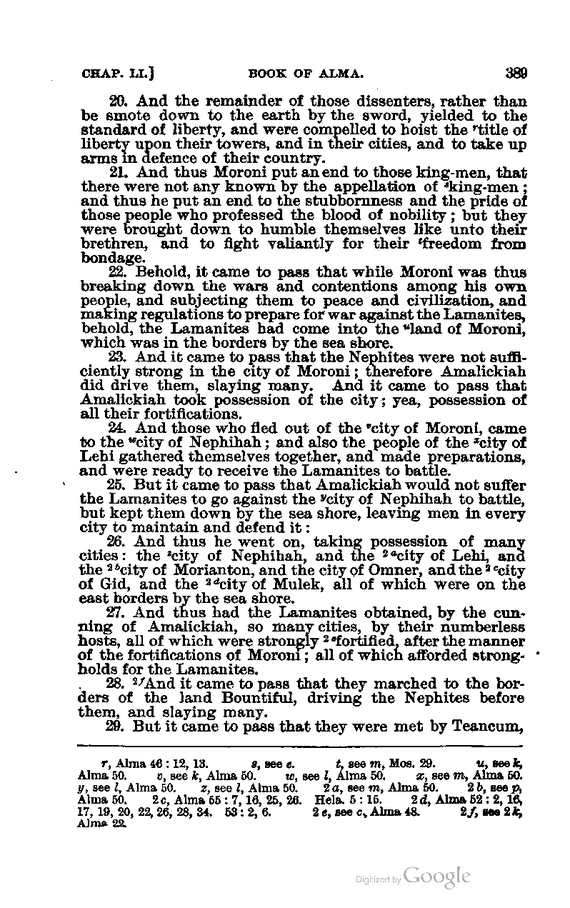 CHAP. LI.] BOOK OF ALMA. 389
20. And the remainder of those dissenters, rather than
be smote down to the earth by the sword, yielded to the
standard of liberty, and were compelled to hoist the ʳtitle of
liberty upon their towers, and in their cities, and to take up
arms in defence of their country.
21. And thus Moroni put an end to those king-men, that
there were not any known by the appellation of ˢking-men;
and thus he put an end to the stubbornness and the pride of
those people who professed the blood of nobility; but they
were brought down to humble themselves like unto their
brethren, and to fight valiantly for their ᵗfreedom from
bondage.
22. Behold, it came to pass that while Moroni was thus
breaking down the wars and contentions among his own
people, and subjecting them to peace and civilization, and
making regulations to prepare for war against the Lamanites,
behold, the Lamanites had come into the ᵘland of Moroni,
which was in the borders by the sea shore.
23. And it came to pass that the Nephites were not suffi-
ciently strong in the city of Moroni; therefore Amalickiah
did drive them, slaying many. And it came to pass that
Amalickiah took possession of the city; yea, possession of
all their fortifications.
24. And those who fled out of the ᵛcity of Moroni, came
to the ʷcity of Nephihah; and also the people of the ˣcity of
Lehi gathered themselves together, and made preparations,
and were ready to receive the Lamanites to battle.
25. But it came to pass that Amalickiah would not suffer
the Lamanites to go against the ʸcity of Nephihah to battle,
but kept them down by the sea shore, leaving men in every
city to maintain and defend it:
26. And thus he went on, taking possession of many
cities: the ᶻcity of Nephihah, and the ²ᵃcity of Lehi, and
the ²ᵇcity of Morianton, and the city of Omner, and the ²ᶜcity
of Gid, and the ²ᵈcity of Mulek, all of which were on the
east borders by the sea shore.
27. And thus had the Lamanites obtained, by the cun-
ning of Amalickiah, so many cities, by their numberless
hosts, all of which were strongly ²ᵉfortified, after the manner
of the fortifications of Moroni; all of which afforded strong-
holds for the Lamanites.
28. ²ᶠAnd it came to pass that they marched to the bor-
ders of the land Bountiful, driving the Nephites before
them, and slaying many.
29. But it came to pass that they were met by Teancum,
r, Alma 46:12, 13. s, see e. t, see m, Mos. 29. u, see k,
Alma 50. v, see k, Alma 50. w, see l, Alma 50. x, see m, Alma 50.
y, see l, Alma 50. z, see l, Alma 50. 2a, see m, Alma 50. 2b, see p,
Alma 50. 2c, Alma 55:7, 16, 25, 26. Hela. 5:15. 2d, Alma 52:2, 16,
17, 19, 20, 22, 26, 28, 34. 53:2, 6. 2e, see c, Alma 48. 2f, see 2k,
Alma 22.
Digitized by Google